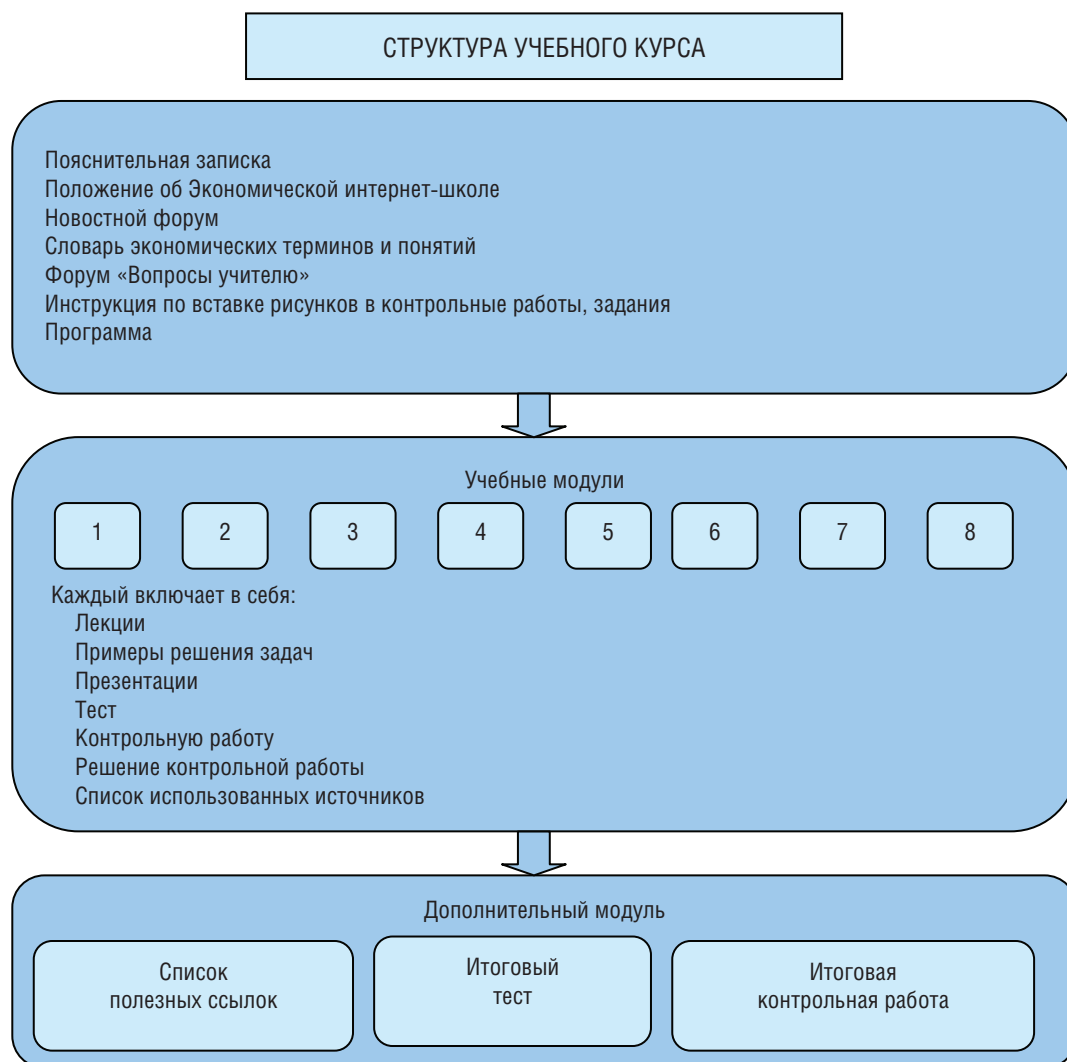 СТРУКТУРА УЧЕБНОГО КУРСА
Пояснительная записка
Положение об Экономической интернет-школе
Новостной форум
Словарь экономических терминов и понятий
Форум «Вопросы учителю»
Инструкция по вставке рисунков в контрольные работы, задания
Программа
Учебные модули
1 2 3 4 5 6 7 8
Каждый включает в себя:
Лекции
Примеры решения задач
Презентации
Тест
Контрольную работу
Решение контрольной работы
Список использованных источников
Дополнительный модуль
Список
полезных ссылок
Итоговый
тест
Итоговая
контрольная работа